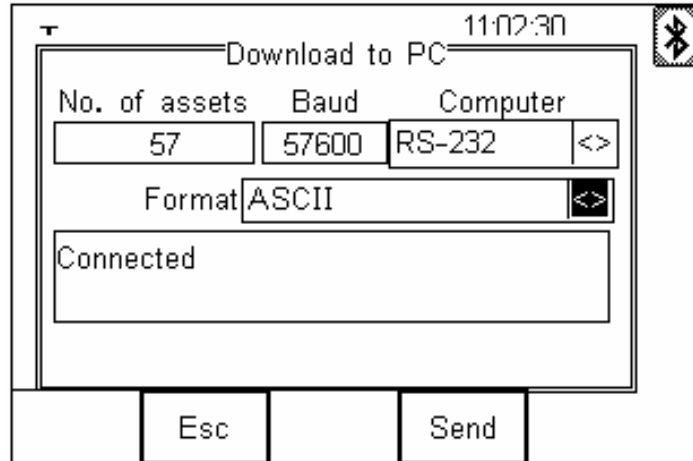 11:02:30
Download to PC
No. of assets Baud Computer
57 57600 RS-232 <>
Format ASCII <>
Connected
Esc Send